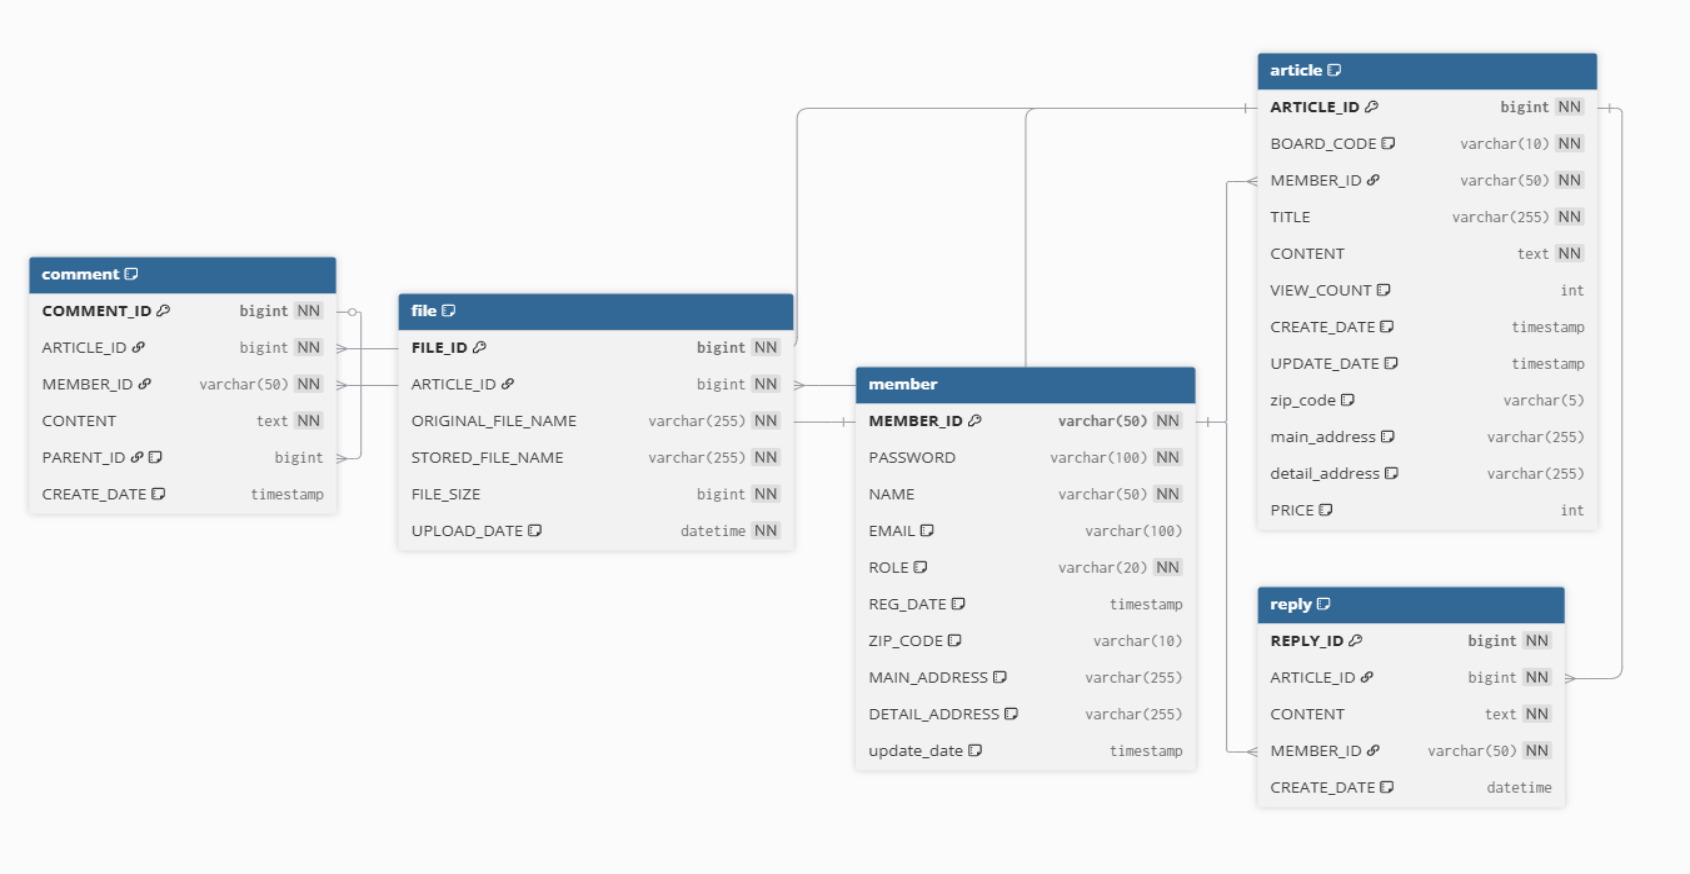 comment
COMMENT_ID bigint NN
ARTICLE_ID bigint NN
MEMBER_ID varchar(50) NN
CONTENT text NN
PARENT_ID bigint
CREATE_DATE timestamp
file
FILE_ID bigint NN
ARTICLE_ID bigint NN
ORIGINAL_FILE_NAME varchar(255) NN
STORED_FILE_NAME varchar(255) NN
FILE_SIZE bigint NN
UPLOAD_DATE datetime NN
member
MEMBER_ID varchar(50) NN
PASSWORD varchar(100) NN
NAME varchar(50) NN
EMAIL varchar(100)
ROLE varchar(20) NN
REG_DATE timestamp
ZIP_CODE varchar(10)
MAIN_ADDRESS varchar(255)
DETAIL_ADDRESS varchar(255)
update_date timestamp
article
ARTICLE_ID bigint NN
BOARD_CODE varchar(10) NN
MEMBER_ID varchar(50) NN
TITLE varchar(255) NN
CONTENT text NN
VIEW_COUNT int
CREATE_DATE timestamp
UPDATE_DATE timestamp
zip_code varchar(5)
main_address varchar(255)
detail_address varchar(255)
PRICE int
reply
REPLY_ID bigint NN
ARTICLE_ID bigint NN
CONTENT text NN
MEMBER_ID varchar(50) NN
CREATE_DATE datetime